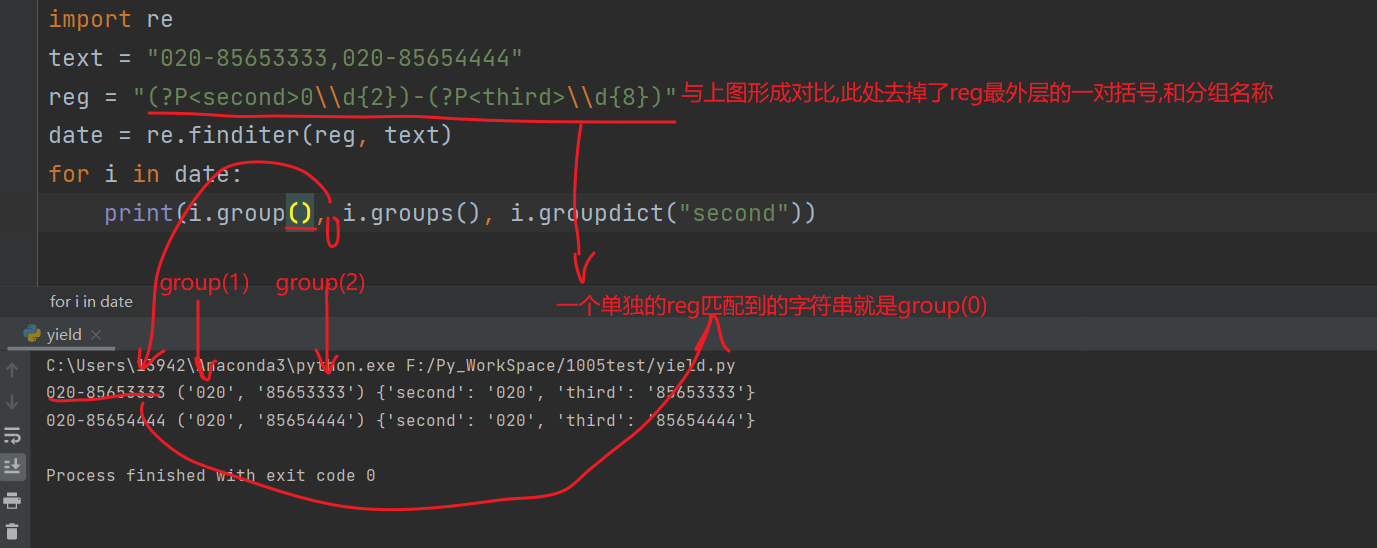 import re
text = "020-85653333,020-85654444"
reg = "(?P<second>0\\d{2})-(?P<third>\\d{8})" 与上图形成对比,此处去掉了reg最外层的一对括号,和分组名称
date = re.finditer(reg, text)
for i in date:
print(i.group(), i.groups(), i.groupdict("second"))
0
group(1) group(2)
for i in date
一个单独的reg匹配到的字符串就是group(0)
yield
C:\Users\13942\Anaconda3\python.exe F:/Py_WorkSpace/1005test/yield.py
020-85653333 ('020', '85653333') {'second': '020', 'third': '85653333'}
020-85654444 ('020', '85654444') {'second': '020', 'third': '85654444'}
Process finished with exit code 0